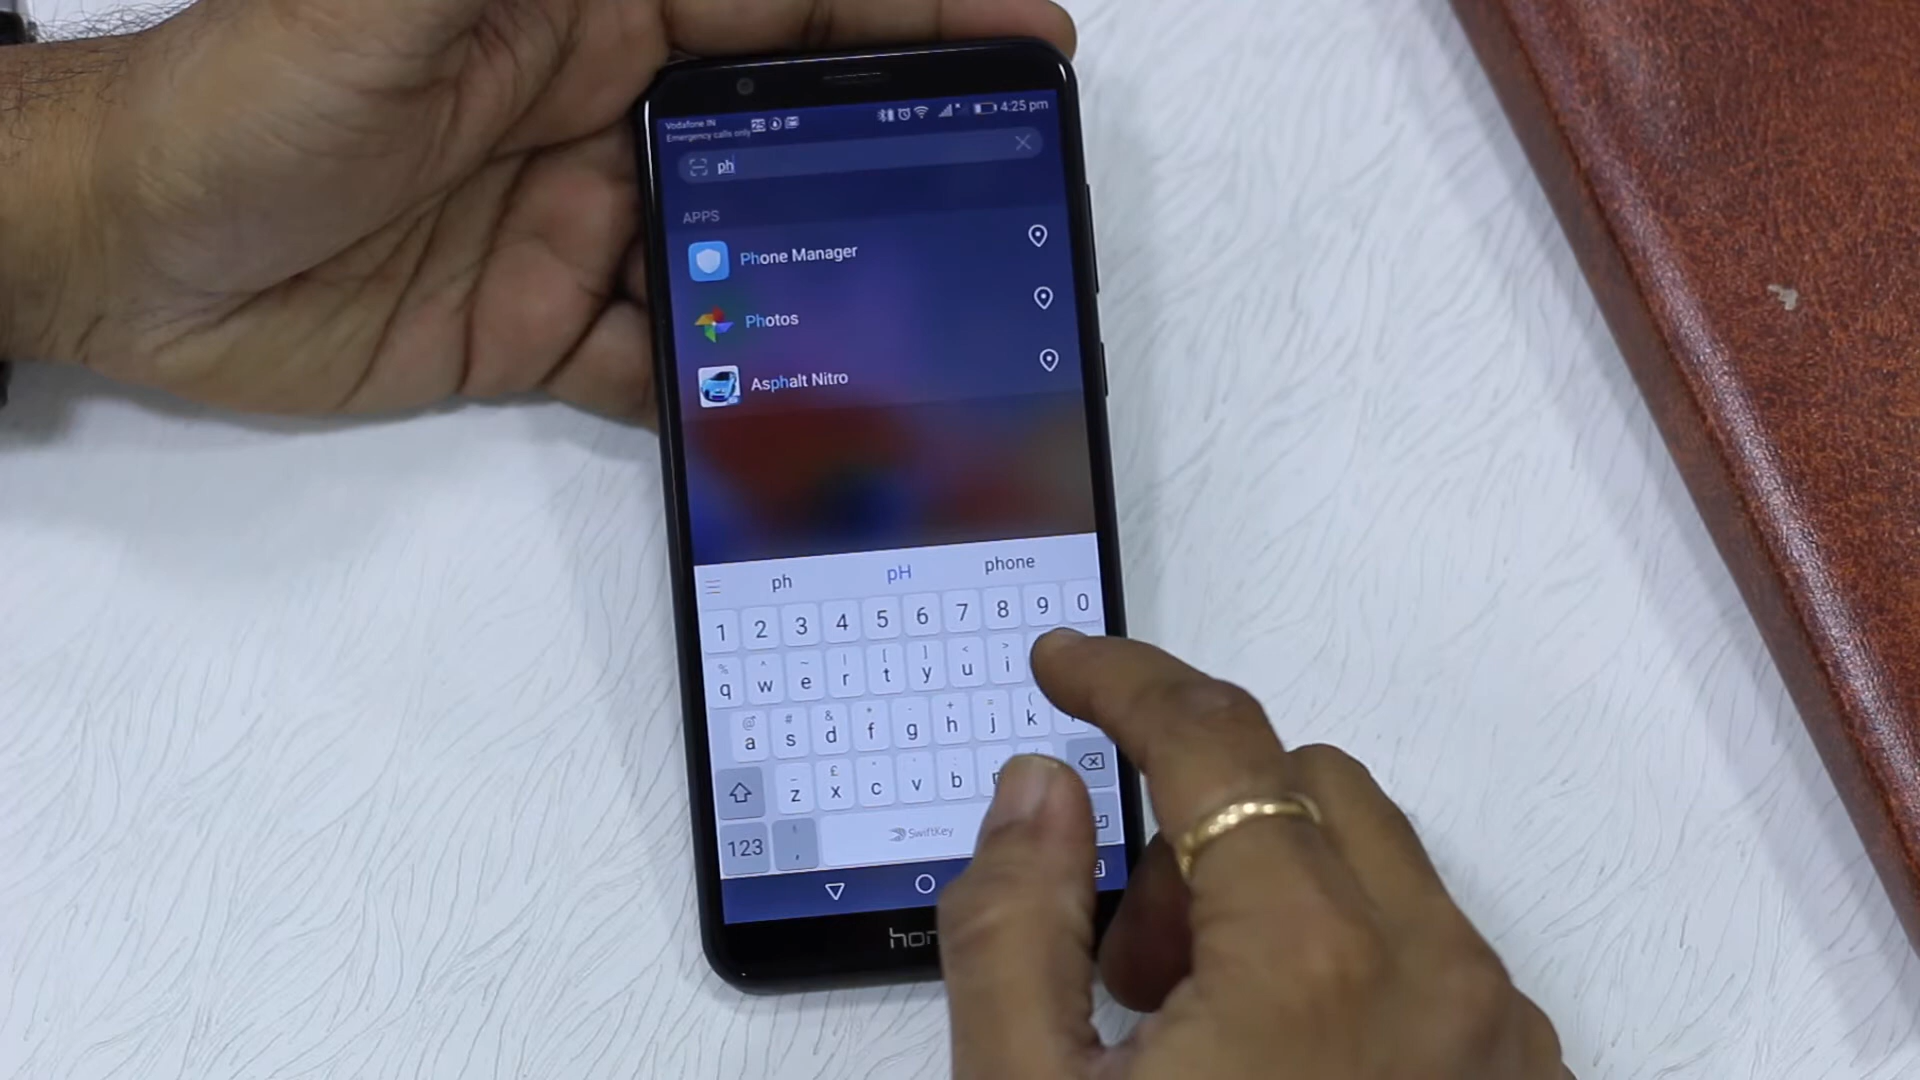 Vodafone IN
Emergency calls only
25
4:25 pm
ph
APPS
Phone Manager
Photos
Asphalt Nitro
ph pH phone
1 2 3 4 5 6 7 8 9 0
% ^ ~ | [ ] < >
q w e r t y u i
@ # & * - + = (
a s d f g h j k
£
z x c v b
123 , SwiftKey
hon